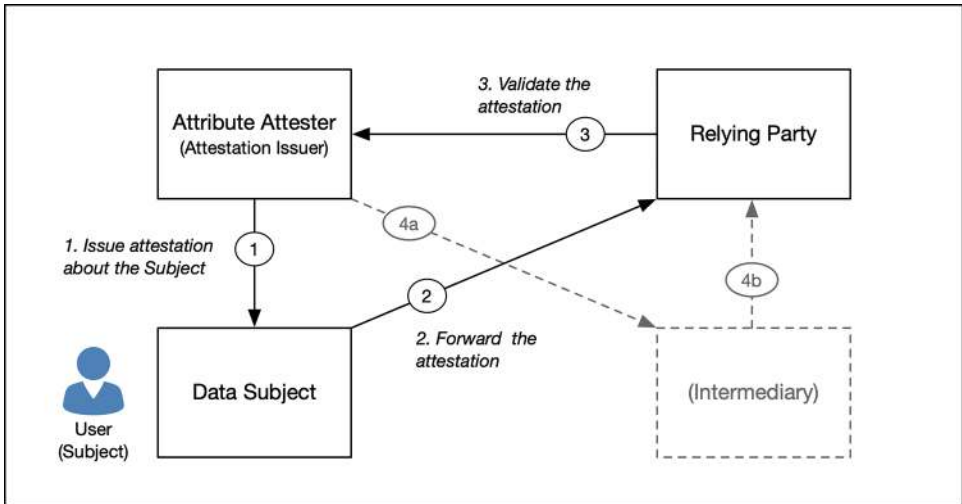 Attribute Attester
(Attestation Issuer)
3. Validate the
attestation
3
Relying Party
1. Issue attestation
about the Subject
1
4a
2
2. Forward the
attestation
4b
User
(Subject)
Data Subject
(Intermediary)